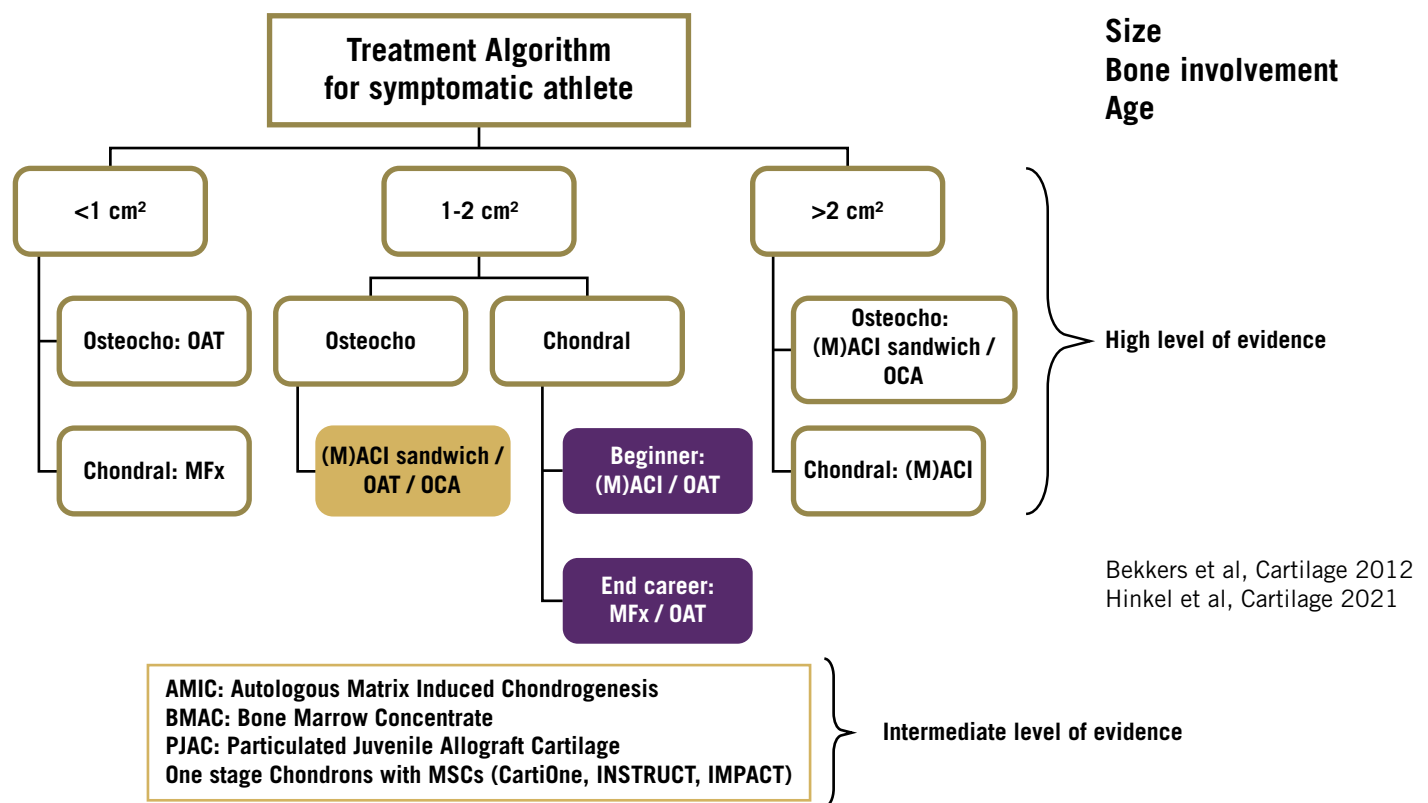 Treatment Algorithm
for symptomatic athlete
Size
Bone involvement
Age
<1 cm²
1-2 cm²
>2 cm²
Osteocho: OAT
Osteocho
Chondral
Osteocho:
(M)ACI sandwich /
OCA
High level of evidence
Chondral: MFx
(M)ACI sandwich /
OAT / OCA
Beginner:
(M)ACI / OAT
Chondral: (M)ACI
End career:
MFx / OAT
Bekkers et al, Cartilage 2012
Hinkel et al, Cartilage 2021
AMIC: Autologous Matrix Induced Chondrogenesis
BMAC: Bone Marrow Concentrate
PJAC: Particulated Juvenile Allograft Cartilage
One stage Chondrons with MSCs (CartiOne, INSTRUCT, IMPACT)
Intermediate level of evidence